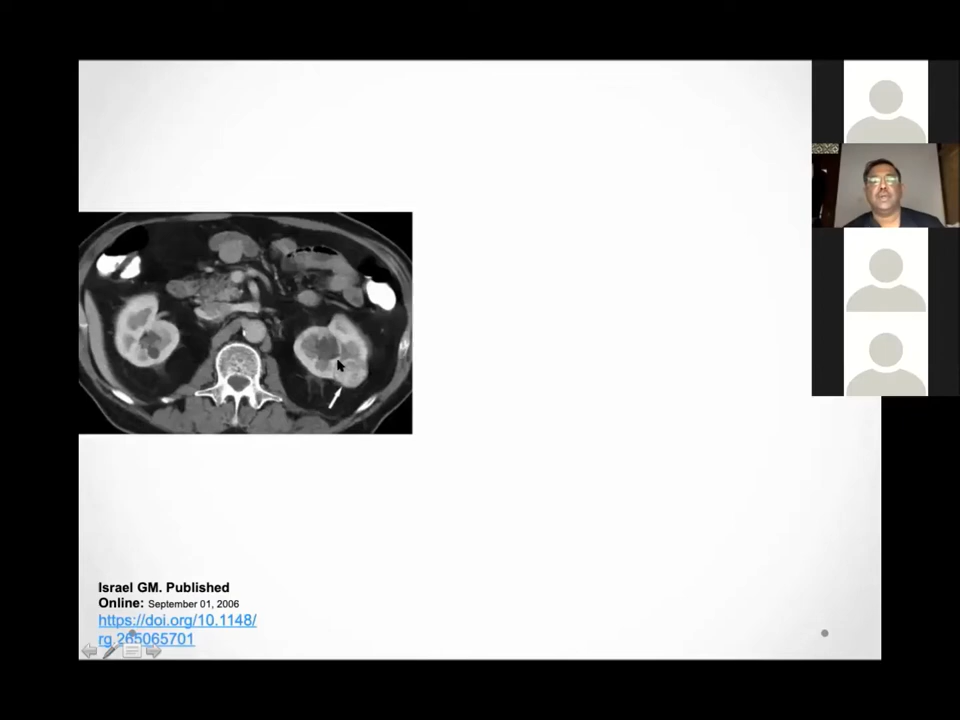 Israel GM. Published
Online: September 01, 2006
https://doi.org/10.1148/
rg.265065701